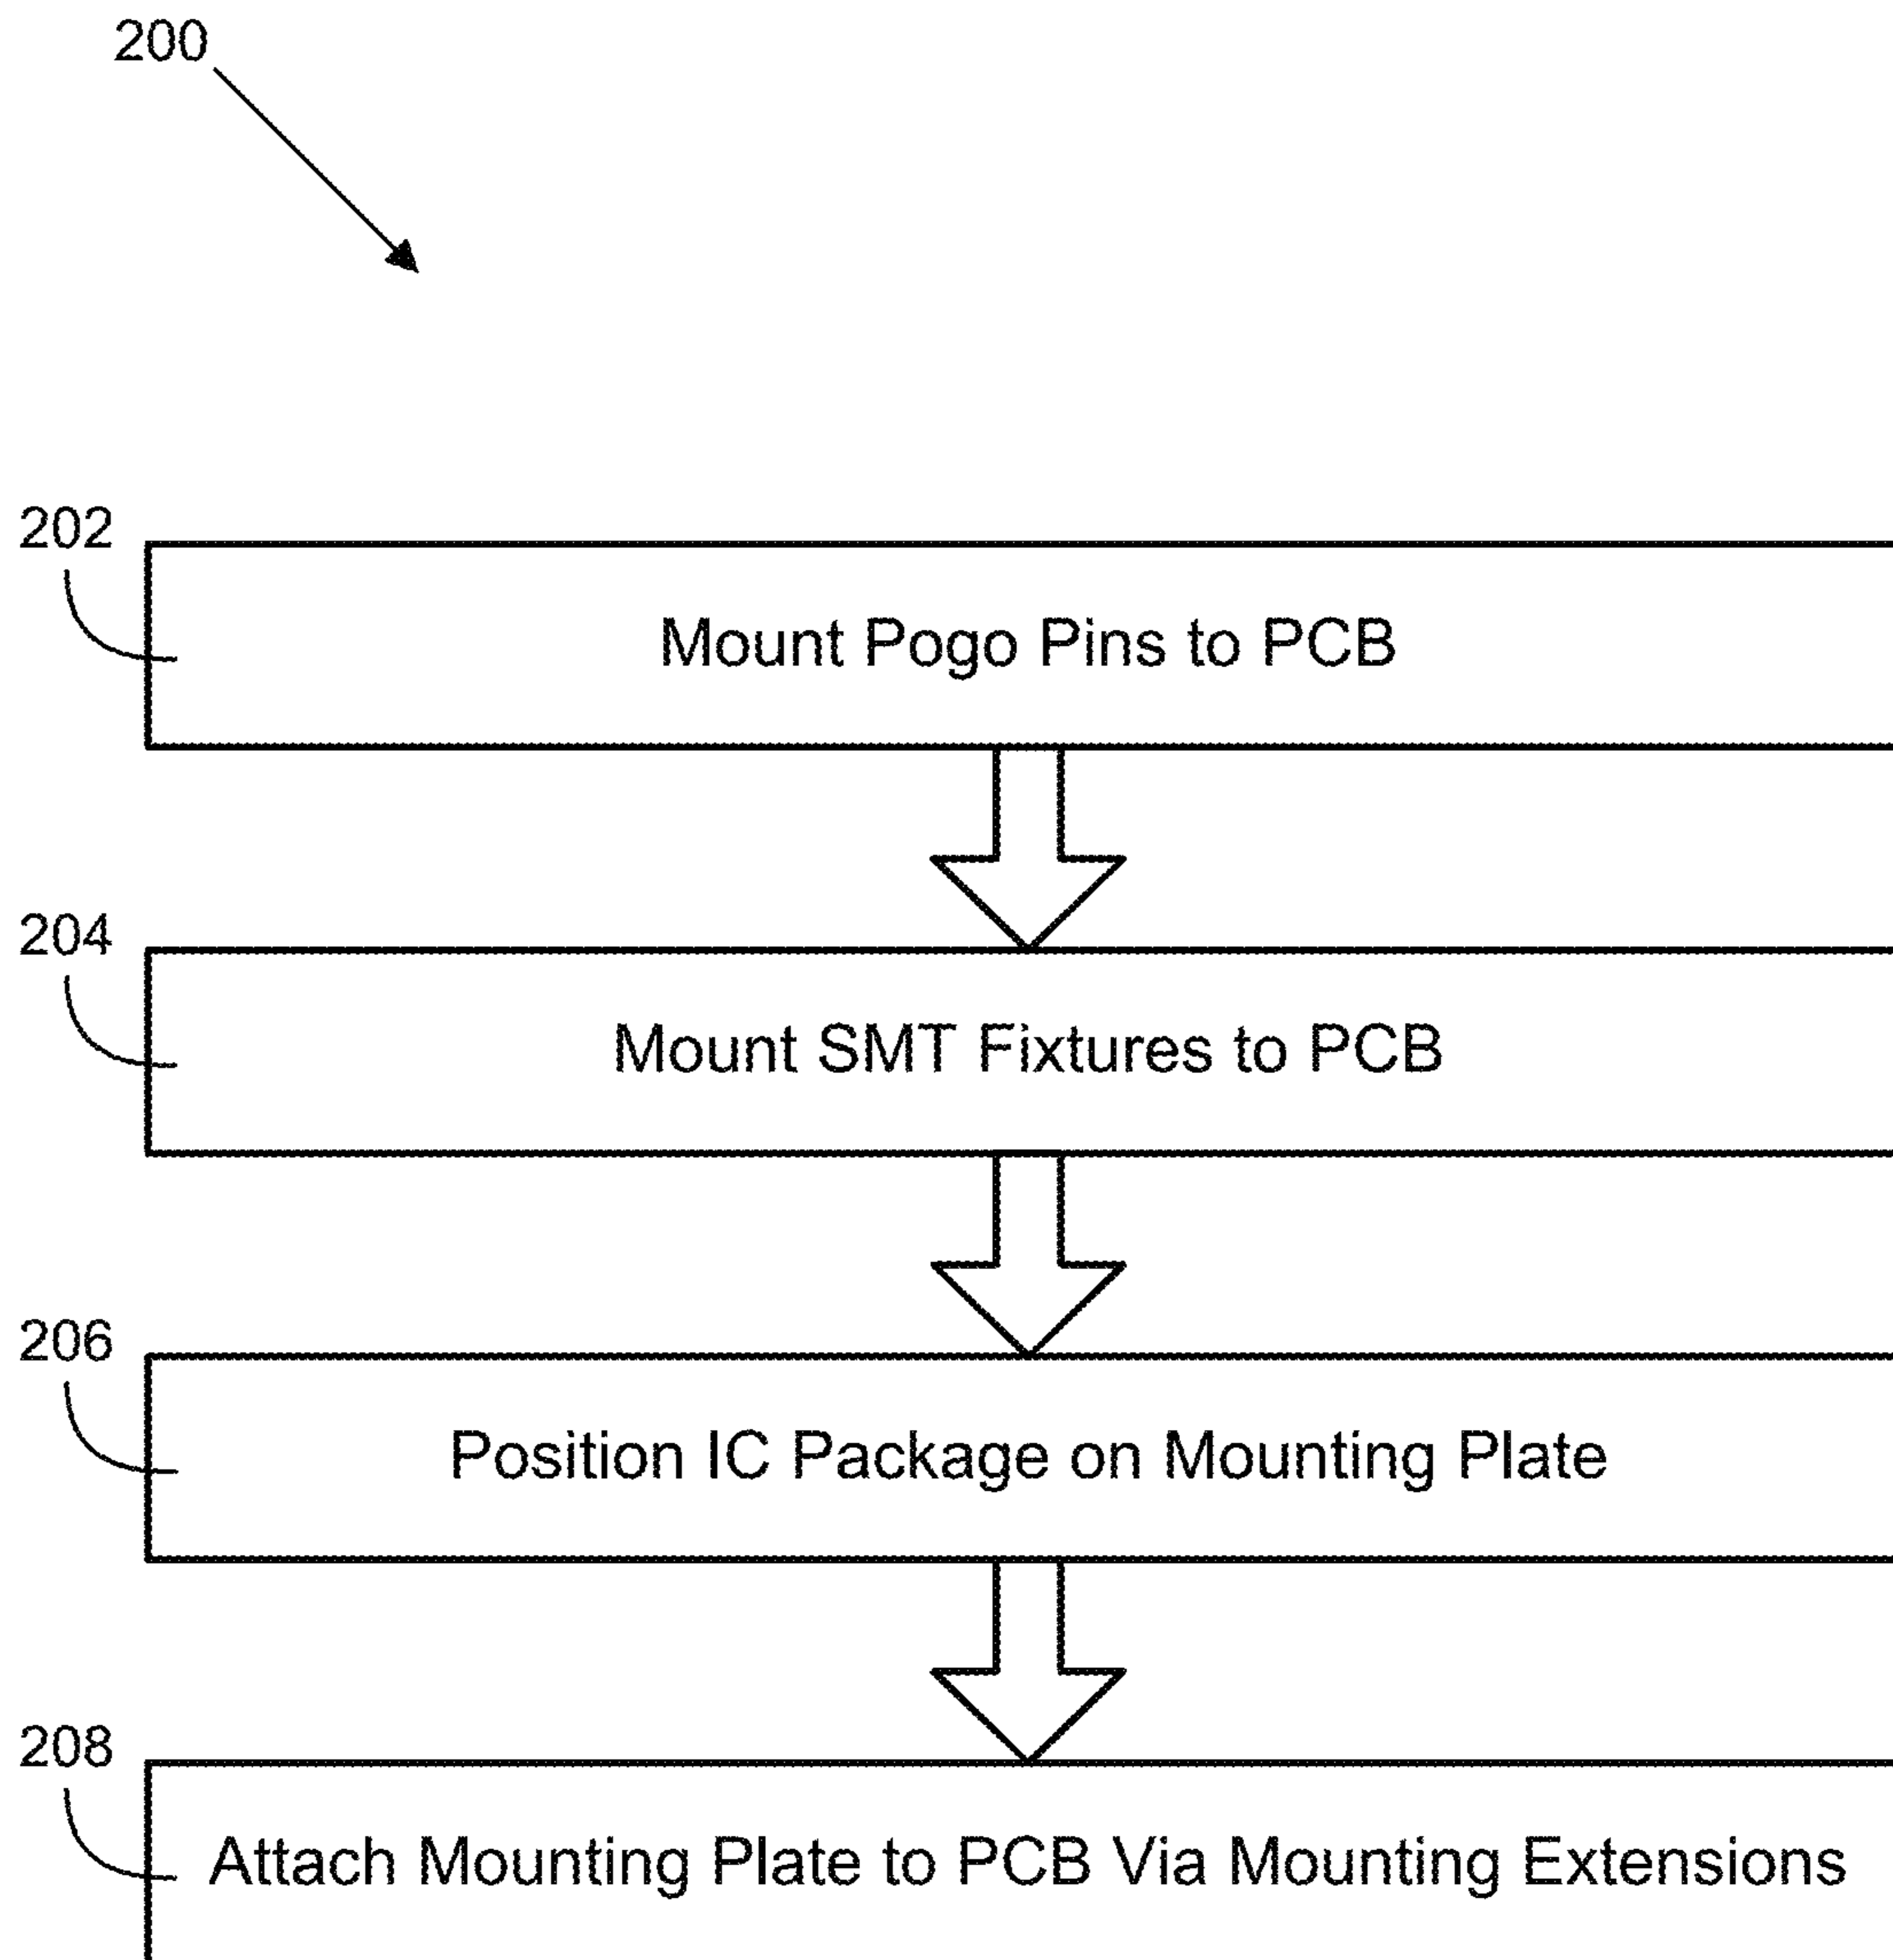 200
202
Mount Pogo Pins to PCB
204
Mount SMT Fixtures to PCB
206
Position IC Package on Mounting Plate
208
Attach Mounting Plate to PCB Via Mounting Extensions